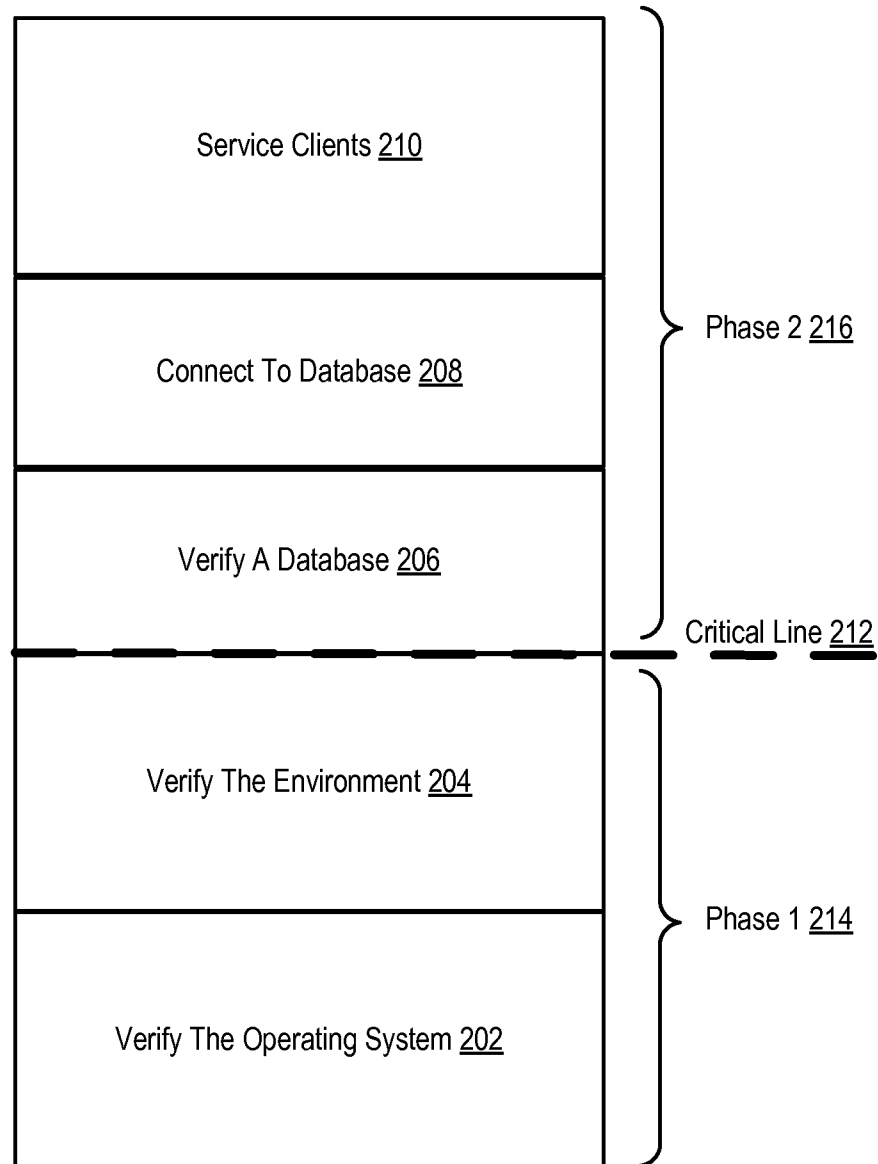 Service Clients 210
Phase 2 216
Connect To Database 208
Verify A Database 206
Critical Line 212
Verify The Environment 204
Phase 1 214
Verify The Operating System 202